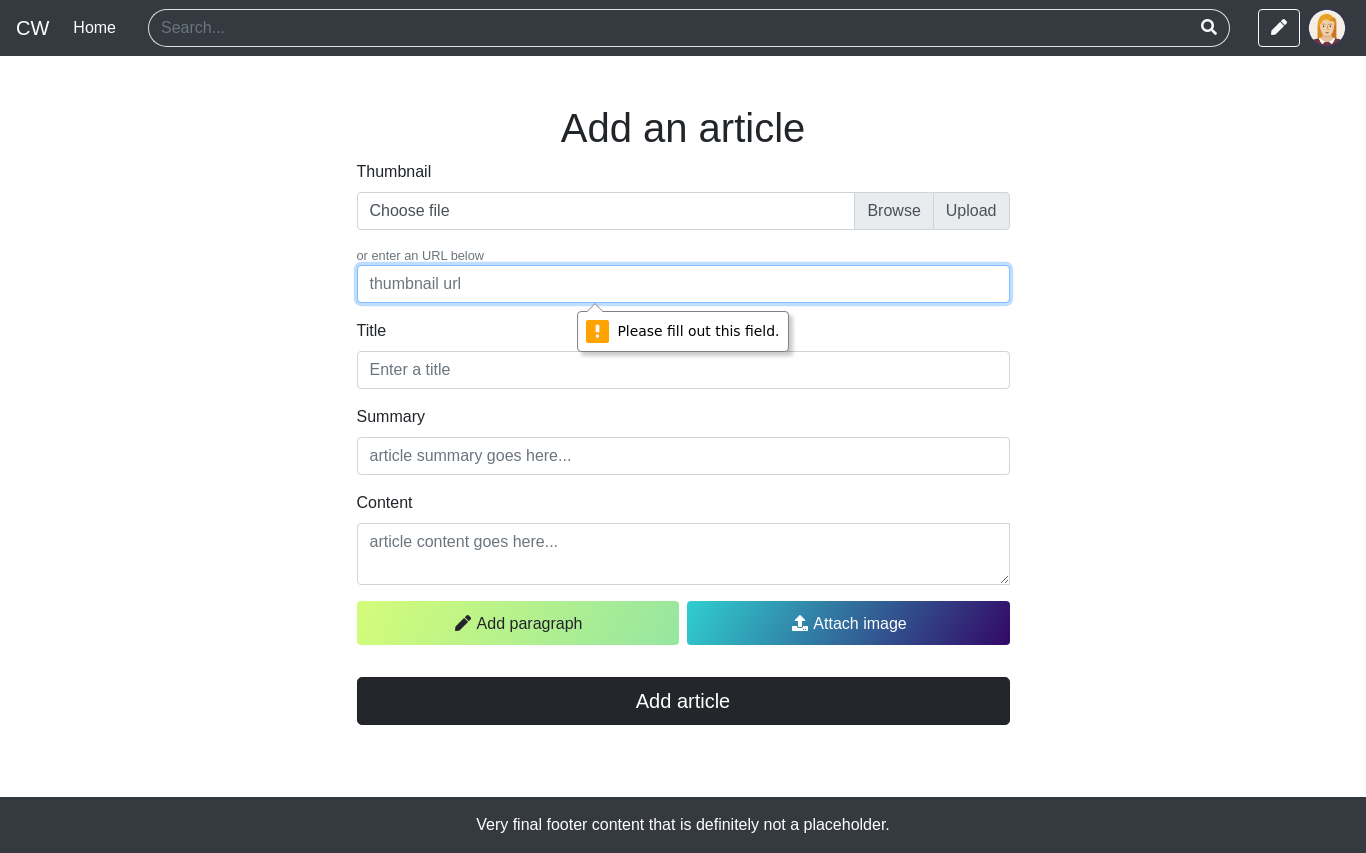 CW Home Search...
Add an article
Thumbnail
Choose file Browse Upload
or enter an URL below
thumbnail url
Please fill out this field.
Title
Enter a title
Summary
article summary goes here...
Content
article content goes here...
Add paragraph Attach image
Add article
Very final footer content that is definitely not a placeholder.